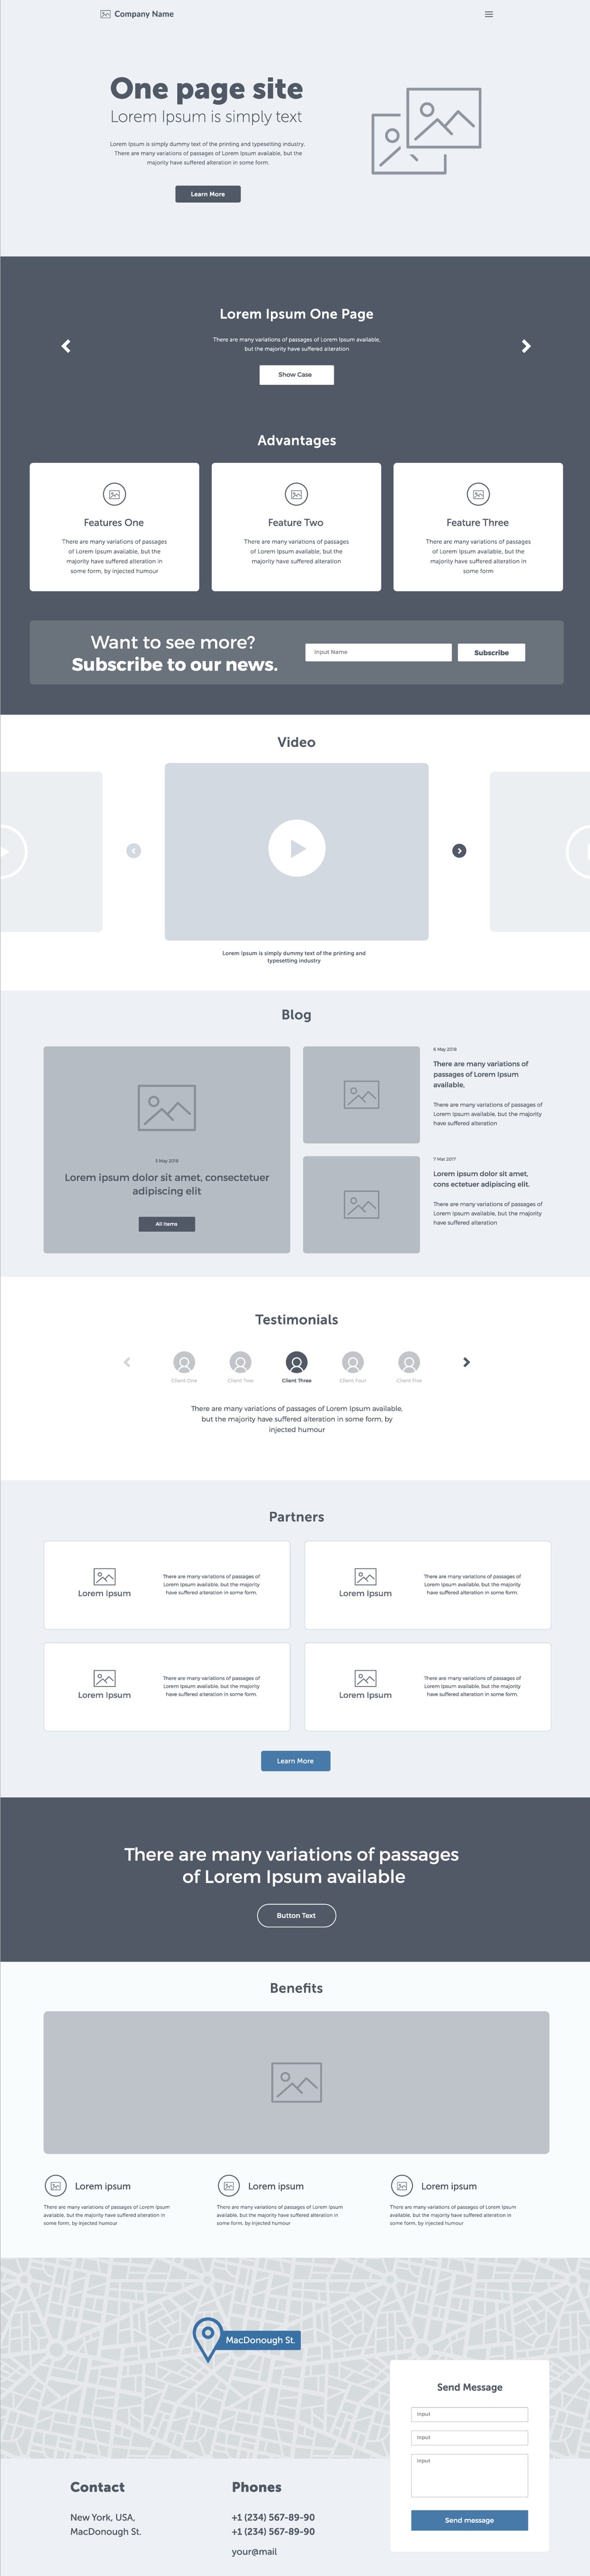 Company Name
One page site
Lorem Ipsum is simply text
Lorem Ipsum is simply dummy text of the printing and typesetting industry.
There are many variations of passages of Lorem Ipsum available, but the
majority have suffered alteration in some form.
Learn More
Lorem Ipsum One Page
There are many variations of passages of Lorem Ipsum available,
but the majority have suffered alteration
Show Case
Advantages
Features One
There are many variations of passages
of Lorem Ipsum available, but the
majority have suffered alteration in
some form, by injected humour
Feature Two
There are many variations of passages
of Lorem Ipsum available, but the
majority have suffered alteration
Feature Three
There are many variations of passages
of Lorem Ipsum available, but the
majority have suffered alteration in
some form
Want to see more?
Subscribe to our news.
Input Name
Subscribe
Video
Lorem Ipsum is simply dummy text of the printing and
typesetting industry
Blog
5 May 2018
Lorem ipsum dolor sit amet, consectetuer
adipiscing elit
All Items
6 May 2018
There are many variations of
passages of Lorem Ipsum
available,
There are many variations of passages of
Lorem Ipsum available, but the majority
have suffered alteration
7 Mat 2017
Lorem ipsum dolor sit amet,
cons ectetuer adipiscing elit.
There are many variations of passages of
Lorem Ipsum available, but the majority
have suffered alteration
Testimonials
Client One
Client Two
Client Three
Client Four
Client Five
There are many variations of passages of Lorem Ipsum available,
but the majority have suffered alteration in some form, by
injected humour
Partners
Lorem Ipsum
There are many variations of passages of
Lorem Ipsum available, but the majority
have suffered alteration in some form.
Lorem Ipsum
There are many variations of passages of
Lorem Ipsum available, but the majority
have suffered alteration in some form.
Lorem Ipsum
There are many variations of passages of
Lorem Ipsum available, but the majority
have suffered alteration in some form.
Lorem Ipsum
There are many variations of passages of
Lorem Ipsum available, but the majority
have suffered alteration in some form.
Learn More
There are many variations of passages
of Lorem Ipsum available
Button Text
Benefits
Lorem ipsum
There are many variations of passages of Lorem Ipsum
available, but the majority have suffered alteration in
some form, by injected humour
Lorem ipsum
There are many variations of passages of Lorem Ipsum
available, but the majority have suffered alteration in
some form, by injected humour
Lorem ipsum
There are many variations of passages of Lorem Ipsum
available, but the majority have suffered alteration in
some form, by injected humour
MacDonough St.
Send Message
Input
Input
Input
Send message
Contact
New York, USA,
MacDonough St.
Phones
+1 (234) 567-89-90
+1 (234) 567-89-90
your@mail